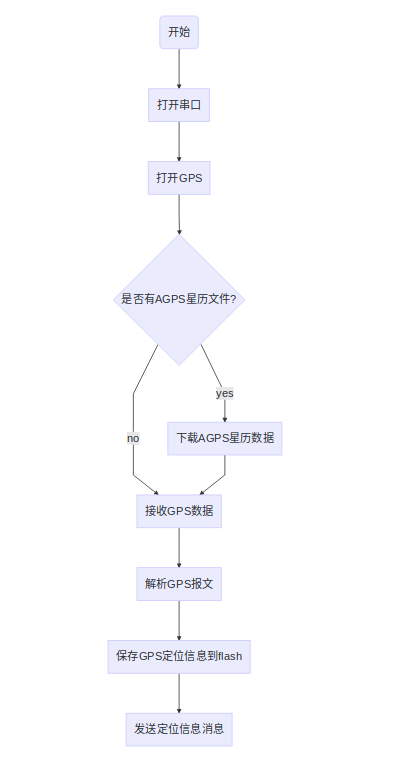 开始
打开串口
打开GPS
是否有AGPS星历文件?
yes
no
下载AGPS星历数据
接收GPS数据
解析GPS报文
保存GPS定位信息到flash
发送定位信息消息